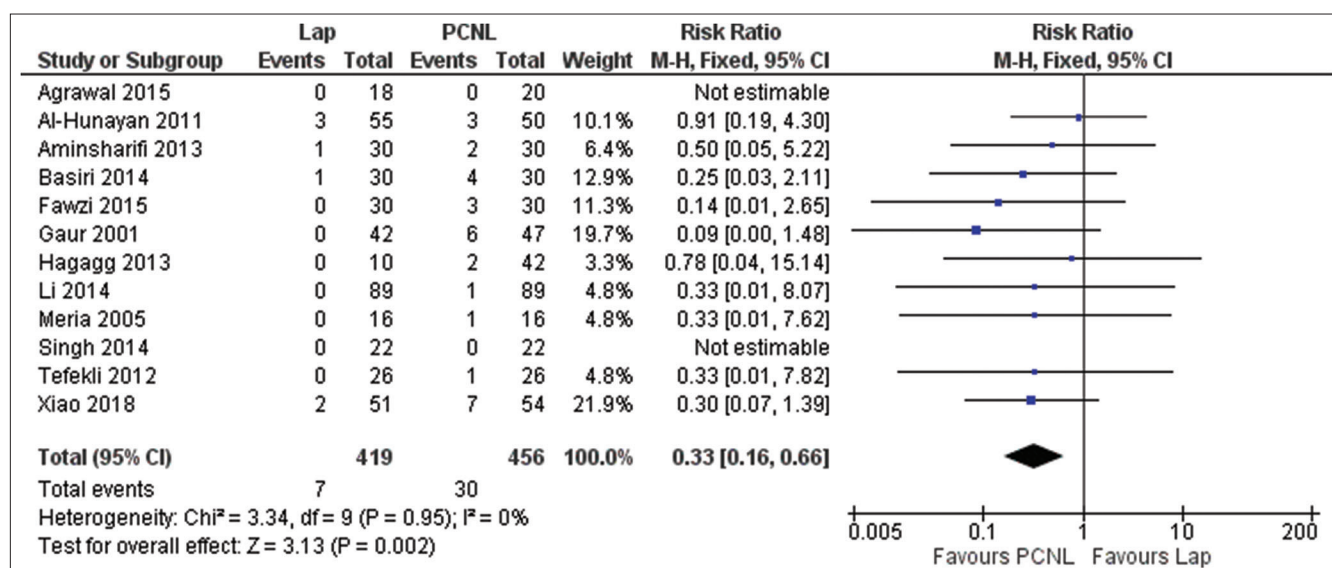 Lap PCNL Risk Ratio Risk Ratio
Study or Subgroup Events Total Events Total Weight M-H, Fixed, 95% CI M-H, Fixed, 95% CI
Agrawal 2015 0 18 0 20 Not estimable
Al-Hunayan 2011 3 55 3 50 10.1% 0.91 [0.19, 4.30]
Aminsharifi 2013 1 30 2 30 6.4% 0.50 [0.05, 5.22]
Basiri 2014 1 30 4 30 12.9% 0.25 [0.03, 2.11]
Fawzi 2015 0 30 3 30 11.3% 0.14 [0.01, 2.65]
Gaur 2001 0 42 6 47 19.7% 0.09 [0.00, 1.48]
Hagagg 2013 0 10 2 42 3.3% 0.78 [0.04, 15.14]
Li 2014 0 89 1 89 4.8% 0.33 [0.01, 8.07]
Meria 2005 0 16 1 16 4.8% 0.33 [0.01, 7.62]
Singh 2014 0 22 0 22 Not estimable
Tefekli 2012 0 26 1 26 4.8% 0.33 [0.01, 7.82]
Xiao 2018 2 51 7 54 21.9% 0.30 [0.07, 1.39]
Total (95% CI) 419 456 100.0% 0.33 [0.16, 0.66]
Total events 7 30
Heterogeneity: Chi² = 3.34, df = 9 (P = 0.95); I² = 0%
Test for overall effect: Z = 3.13 (P = 0.002)
0.005 0.1 1 10 200
Favours PCNL Favours Lap